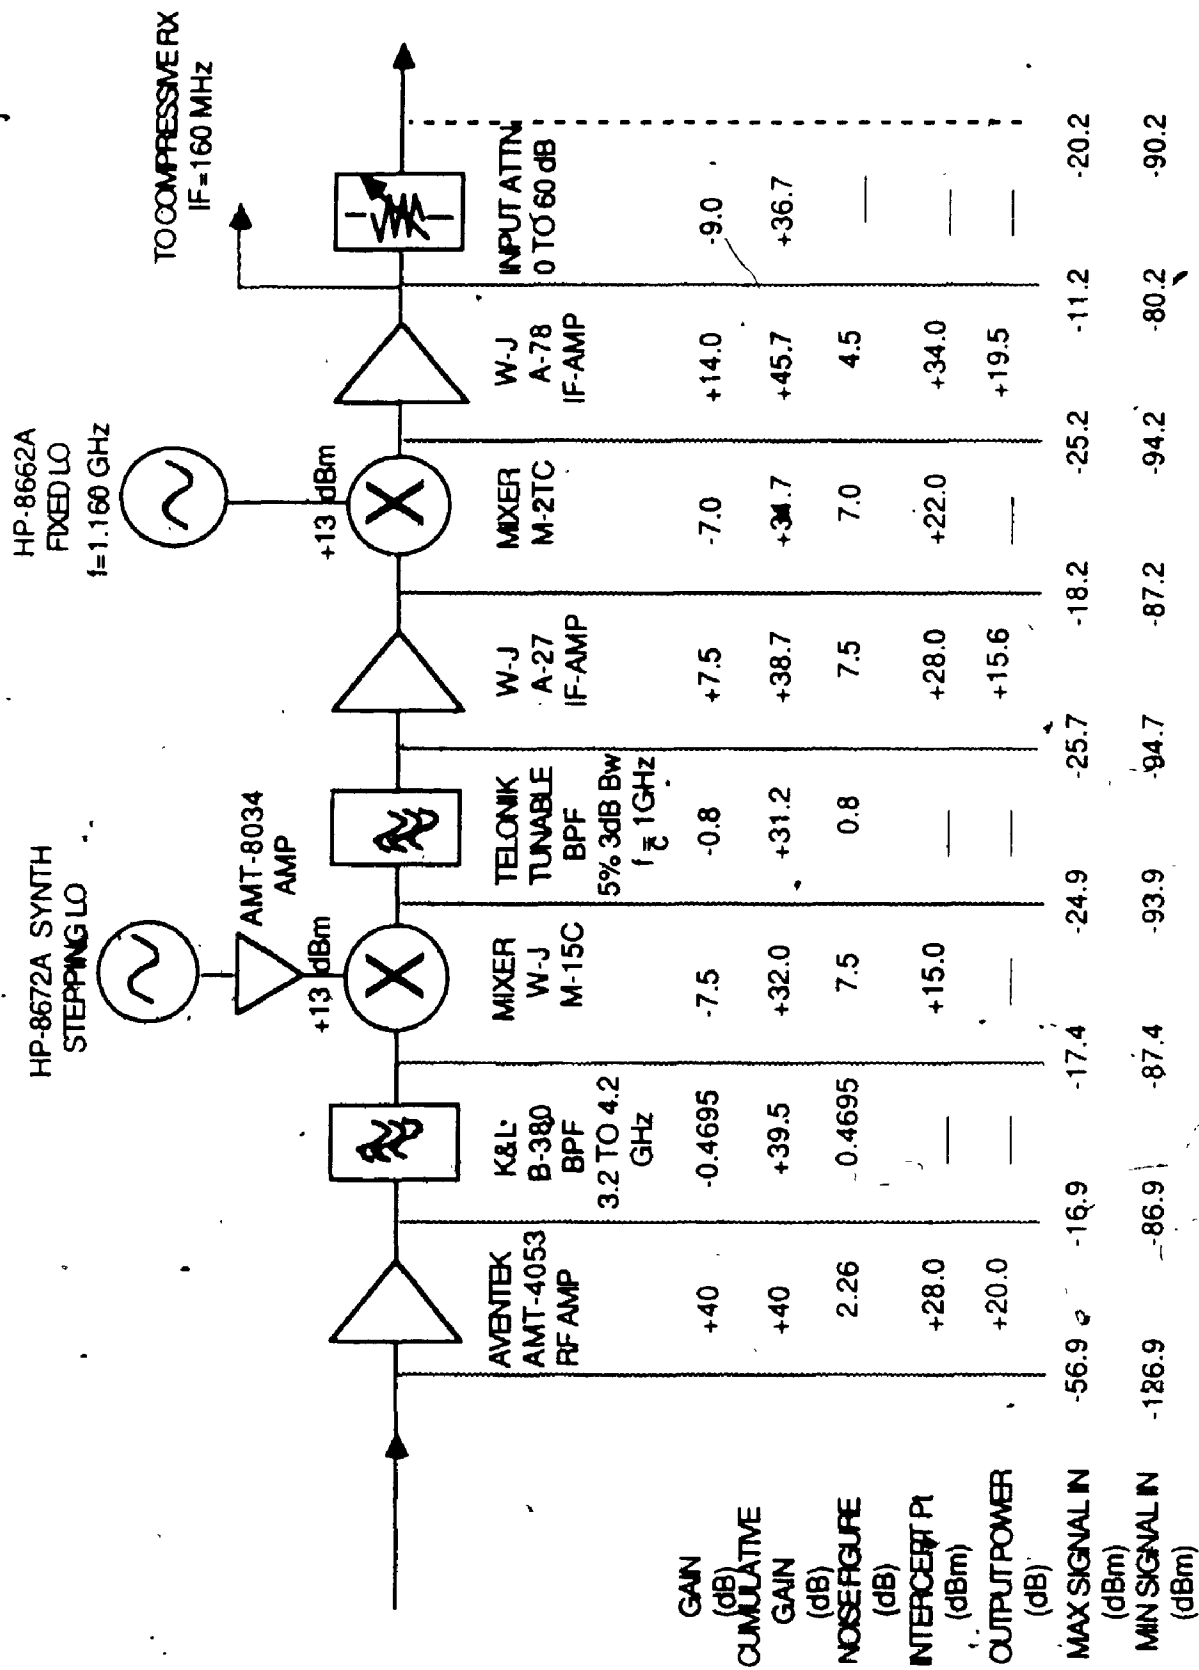 TO COMPRESSIVE RX
IF=160 MHz
HP-8662A
FIXED LO
f=1.160 GHz
+13 dBm
HP-8672A SYNTH
STEPPING LO
AMT-8034
AMP
+13 dBm
AVENTEK
AMT-4053
RF AMP
K&L
B-380
BPF
3.2 TO 4.2
GHz
MIXER
W-J
M-15C
TELONIK
TUNABLE
BPF
5% 3dB Bw
f = 1GHz
C
W-J
A-27
IF-AMP
MIXER
M-2TC
W-J
A-78
IF-AMP
INPUT ATTN
0 TO 60 dB
GAIN
(dB)
+40 -0.4695 -7.5 -0.8 +7.5 -7.0 +14.0 -9.0
CUMULATIVE
GAIN
(dB)
+40 +39.5 +32.0 +31.2 +38.7 +31.7 +45.7 +36.7
NOISE FIGURE
(dB)
2.26 0.4695 7.5 0.8 7.5 7.0 4.5 —
INTERCEPT Pt
(dBm)
+28.0 — +15.0 — +28.0 +22.0 +34.0 —
OUTPUT POWER
(dB)
+20.0 — — — +15.6 — +19.5 —
MAX SIGNAL IN
(dBm)
-56.9 -16.9 -17.4 -24.9 -25.7 -18.2 -25.2 -11.2 -20.2
MIN SIGNAL IN
(dBm)
-126.9 -86.9 -87.4 -93.9 -94.7 -87.2 -94.2 -80.2 -90.2